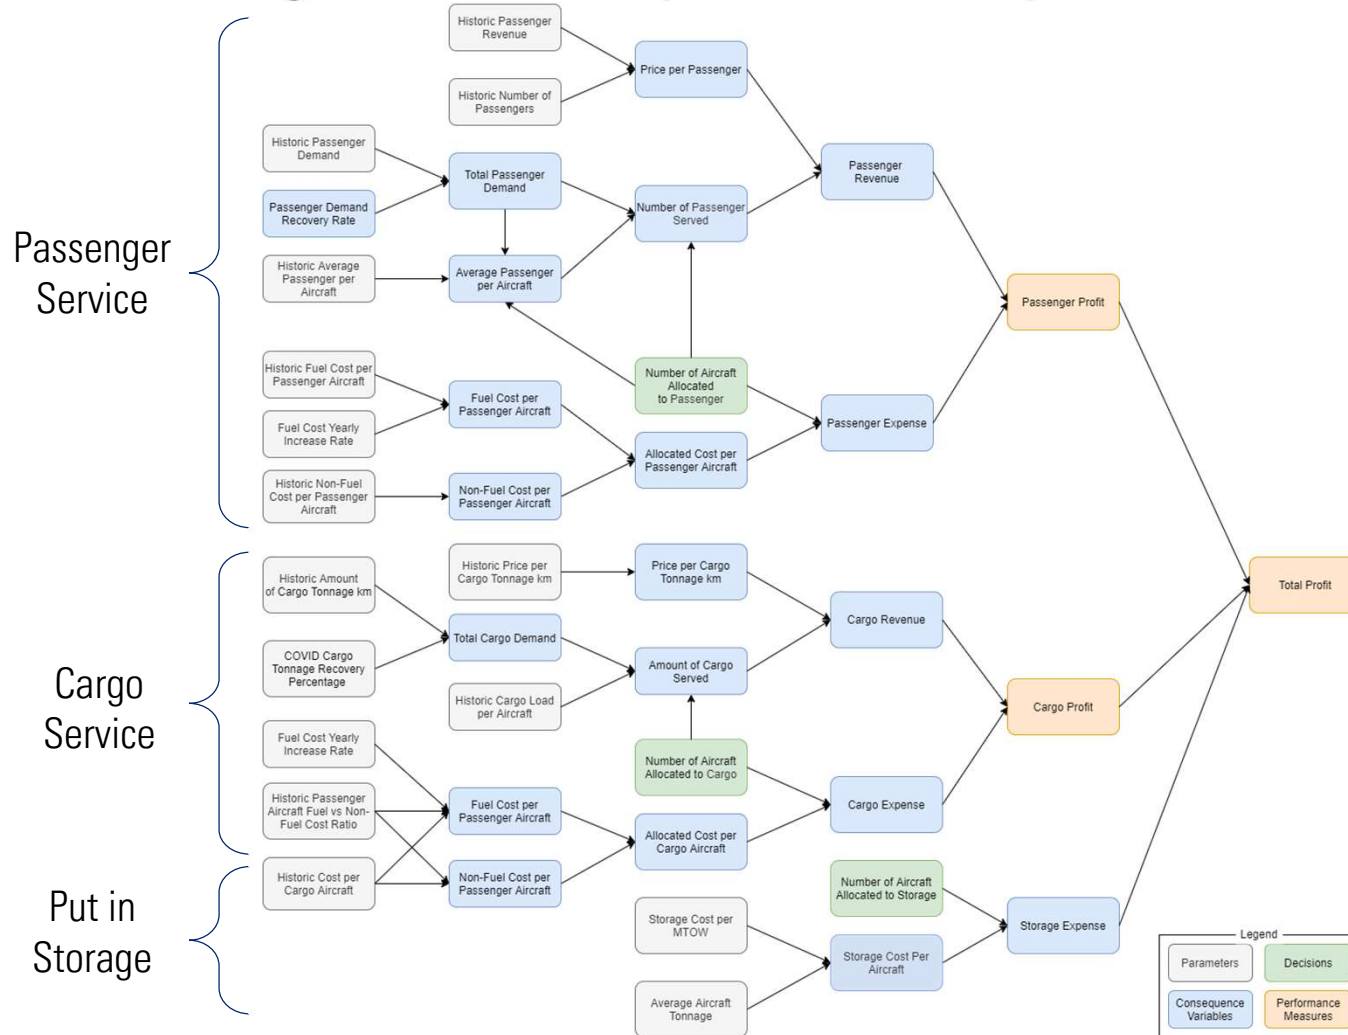 Historic Passenger
Revenue
Price per Passenger
Historic Number of
Passengers
Historic Passenger
Demand
Total Passenger
Demand
Passenger
Revenue
Passenger Demand
Recovery Rate
Number of Passenger
Served
Passenger
Service
Historic Average
Passenger per
Aircraft
Average Passenger
per Aircraft
Passenger Profit
Historic Fuel Cost per
Passenger Aircraft
Fuel Cost per
Passenger Aircraft
Number of Aircraft
Allocated
to Passenger
Passenger Expense
Fuel Cost Yearly
Increase Rate
Allocated Cost per
Passenger Aircraft
Historic Non-Fuel
Cost per Passenger
Aircraft
Non-Fuel Cost per
Passenger Aircraft
Historic Amount
of Cargo Tonnage km
Historic Price per
Cargo Tonnage km
Price per Cargo
Tonnage km
Total Profit
Total Cargo Demand
Cargo Revenue
COVID Cargo
Tonnage Recovery
Percentage
Amount of Cargo
Served
Cargo
Service
Historic Cargo Load
per Aircraft
Cargo Profit
Fuel Cost Yearly
Increase Rate
Number of Aircraft
Allocated to Cargo
Historic Passenger
Aircraft Fuel vs Non-
Fuel Cost Ratio
Fuel Cost per
Passenger Aircraft
Cargo Expense
Allocated Cost per
Cargo Aircraft
Historic Cost per
Cargo Aircraft
Non-Fuel Cost per
Passenger Aircraft
Number of Aircraft
Allocated to Storage
Put in
Storage
Storage Cost per
MTOW
Storage Expense
Storage Cost Per
Aircraft
Average Aircraft
Tonnage
Legend
Parameters
Decisions
Consequence
Variables
Performance
Measures